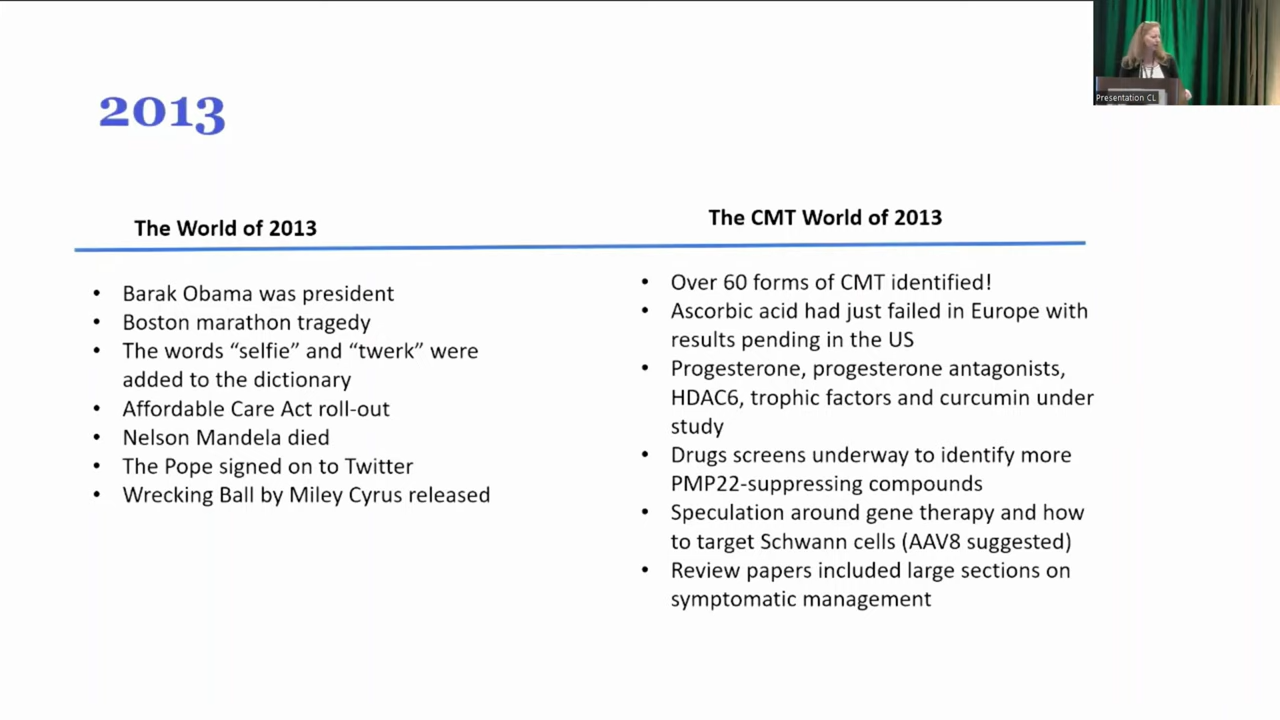 2013
The World of 2013
• Barak Obama was president
• Boston marathon tragedy
• The words “selfie” and “twerk” were
added to the dictionary
• Affordable Care Act roll-out
• Nelson Mandela died
• The Pope signed on to Twitter
• Wrecking Ball by Miley Cyrus released
The CMT World of 2013
• Over 60 forms of CMT identified!
• Ascorbic acid had just failed in Europe with
results pending in the US
• Progesterone, progesterone antagonists,
HDAC6, trophic factors and curcumin under
study
• Drugs screens underway to identify more
PMP22-suppressing compounds
• Speculation around gene therapy and how
to target Schwann cells (AAV8 suggested)
• Review papers included large sections on
symptomatic management
Presentation CL